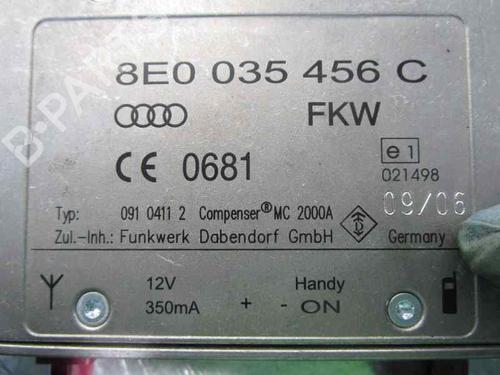 8E0 035 456 C
FKW
CE 0681
e1
021498
09/06
Typ: 091 0411 2 Compenser® MC 2000A
Zul.-Inh.: Funkwerk Dabendorf GmbH Germany
12V Handy
350mA + - ON
B-PARTS